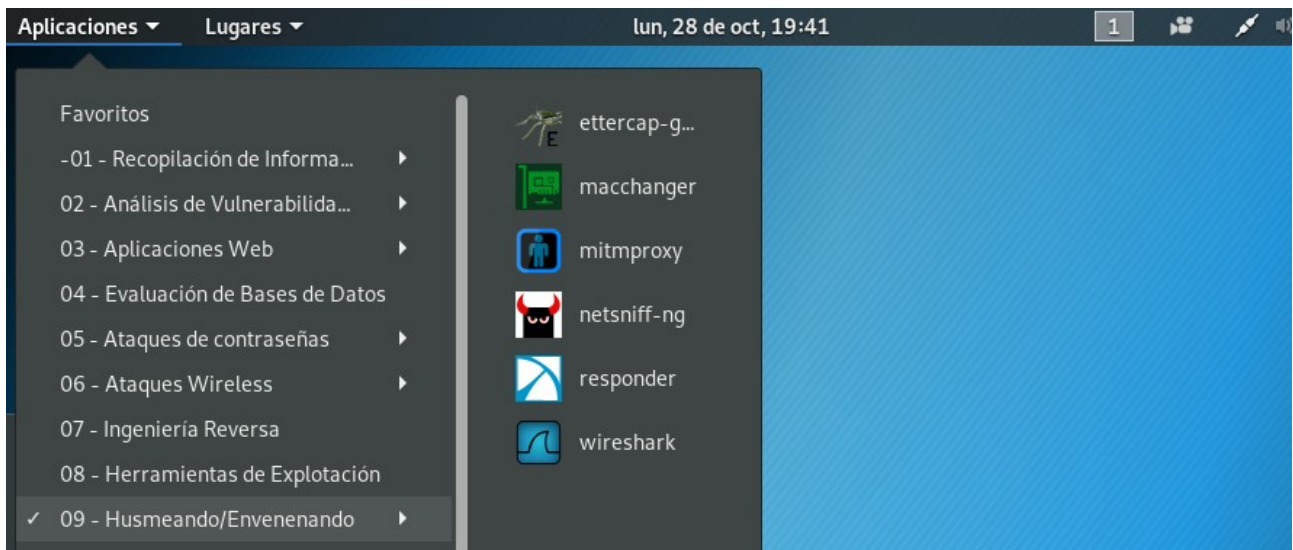 Aplicaciones Lugares lun, 28 de oct, 19:41 1
Favoritos
-01 - Recopilación de Informa...
02 - Análisis de Vulnerabilida...
03 - Aplicaciones Web
04 - Evaluación de Bases de Datos
05 - Ataques de contraseñas
06 - Ataques Wireless
07 - Ingeniería Reversa
08 - Herramientas de Explotación
✓ 09 - Husmeando/Envenenando
E
ettercap-g...
macchanger
mitmproxy
netsniff-ng
responder
wireshark